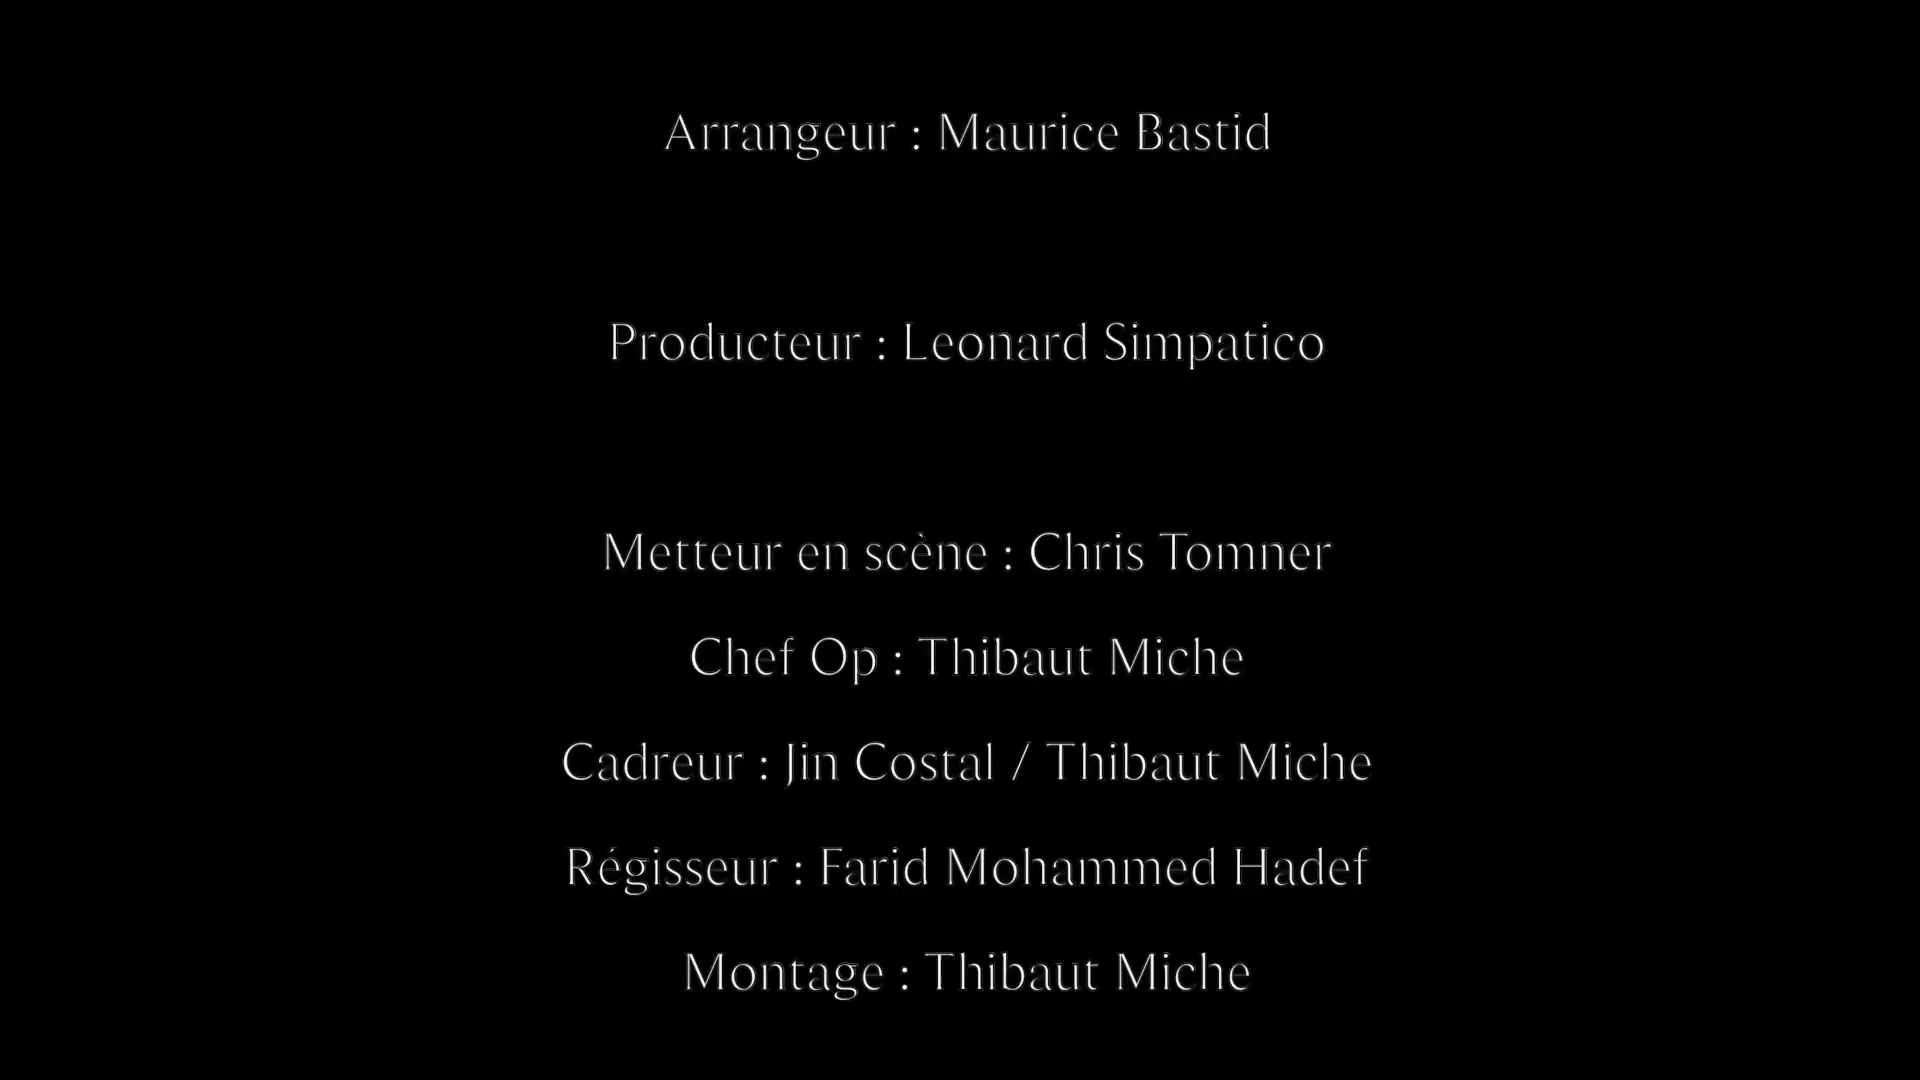 Arrangeur : Maurice Bastid
Producteur : Leonard Simpatico
Metteur en scène : Chris Tomner
Chef Op : Thibaut Miche
Cadreur : Jin Costal / Thibaut Miche
Régisseur : Farid Mohammed Hadef
Montage : Thibaut Miche